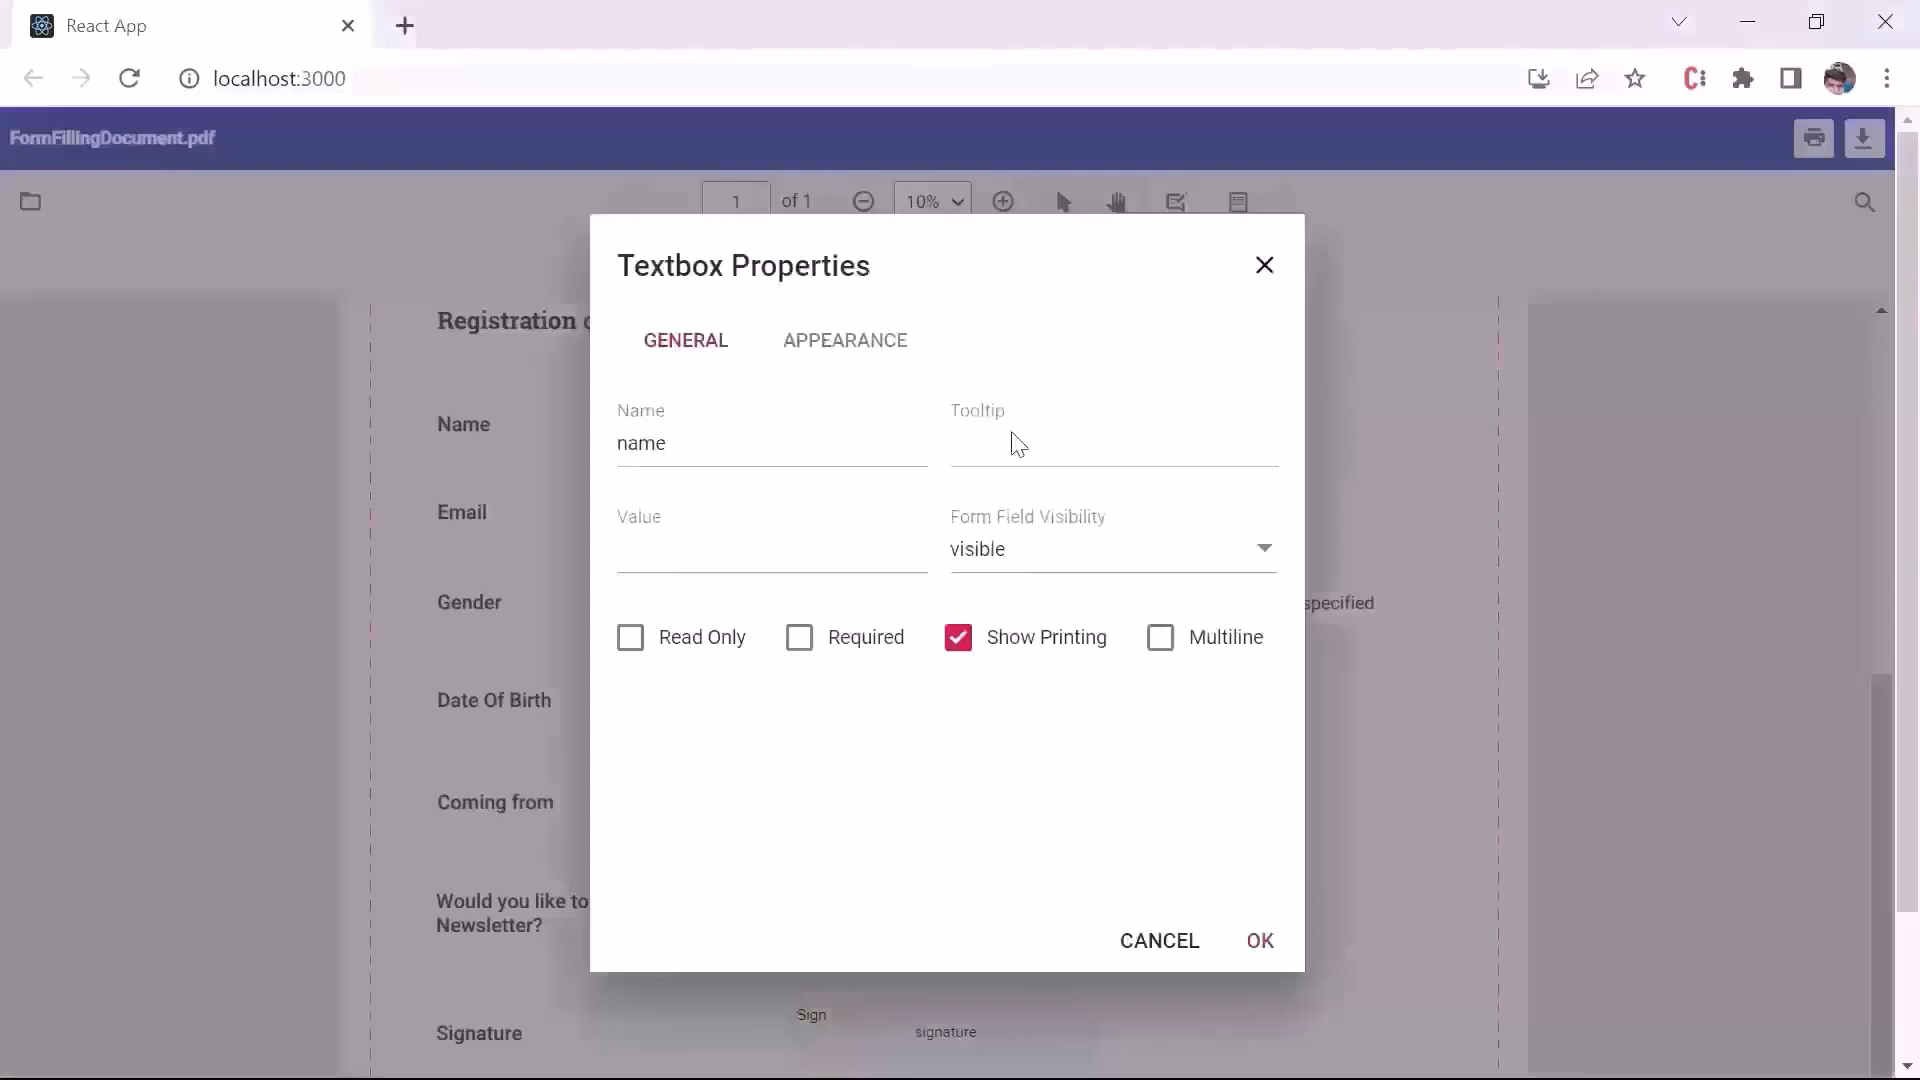 React App
localhost:3000
FormFillingDocument.pdf
1 of 1 10%
Textbox Properties
GENERAL APPEARANCE
Name Tooltip
name
Value Form Field Visibility
visible
Read Only Required Show Printing Multiline
CANCEL OK
Registration
Name
Email
Gender specified
Date Of Birth
Coming from
Would you like to
Newsletter?
Sign
Signature signature